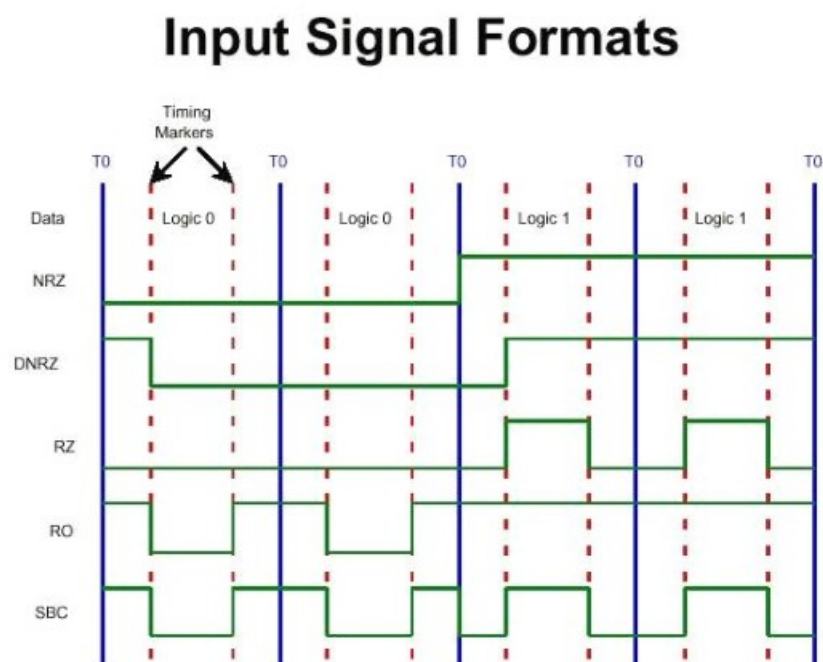 Input Signal Formats
Timing
Markers
T0 T0 T0 T0 T0
Data Logic 0 Logic 0 Logic 1 Logic 1
NRZ
DNRZ
RZ
RO
SBC